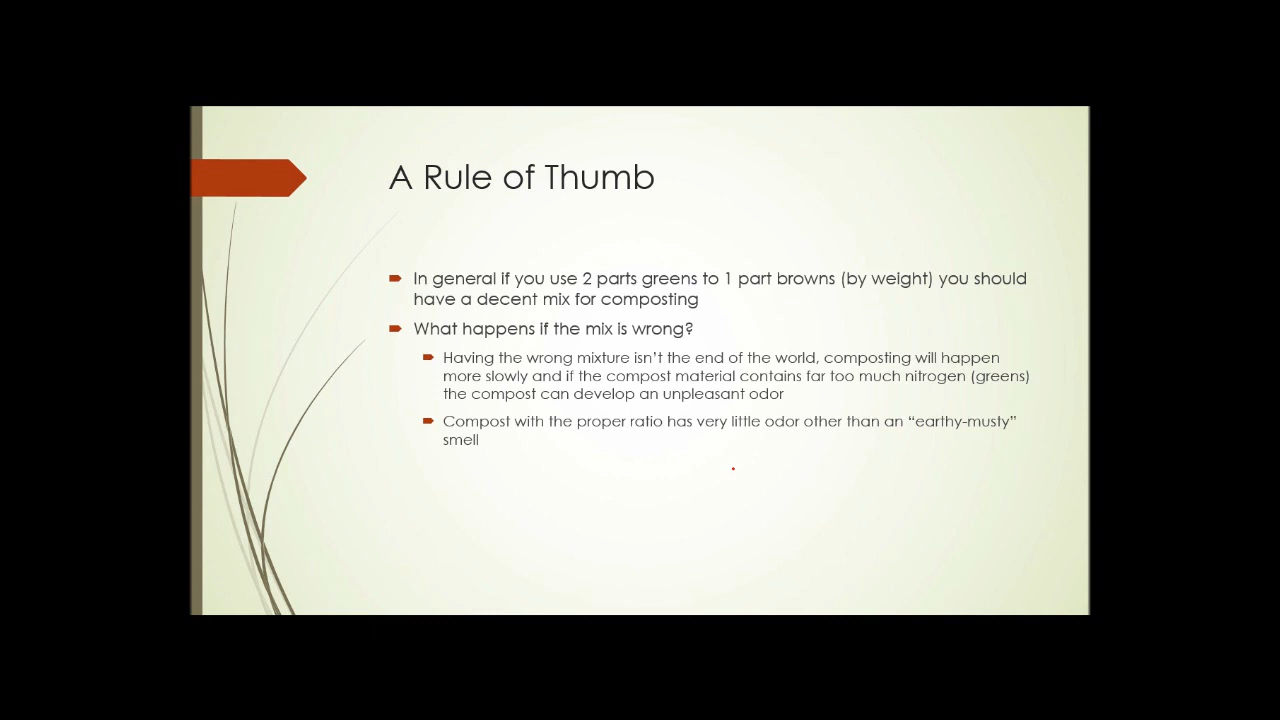 A Rule of Thumb
In general if you use 2 parts greens to 1 part browns (by weight) you should
have a decent mix for composting
What happens if the mix is wrong?
Having the wrong mixture isn’t the end of the world, composting will happen
more slowly and if the compost material contains far too much nitrogen (greens)
the compost can develop an unpleasant odor
Compost with the proper ratio has very little odor other than an “earthy-musty”
smell